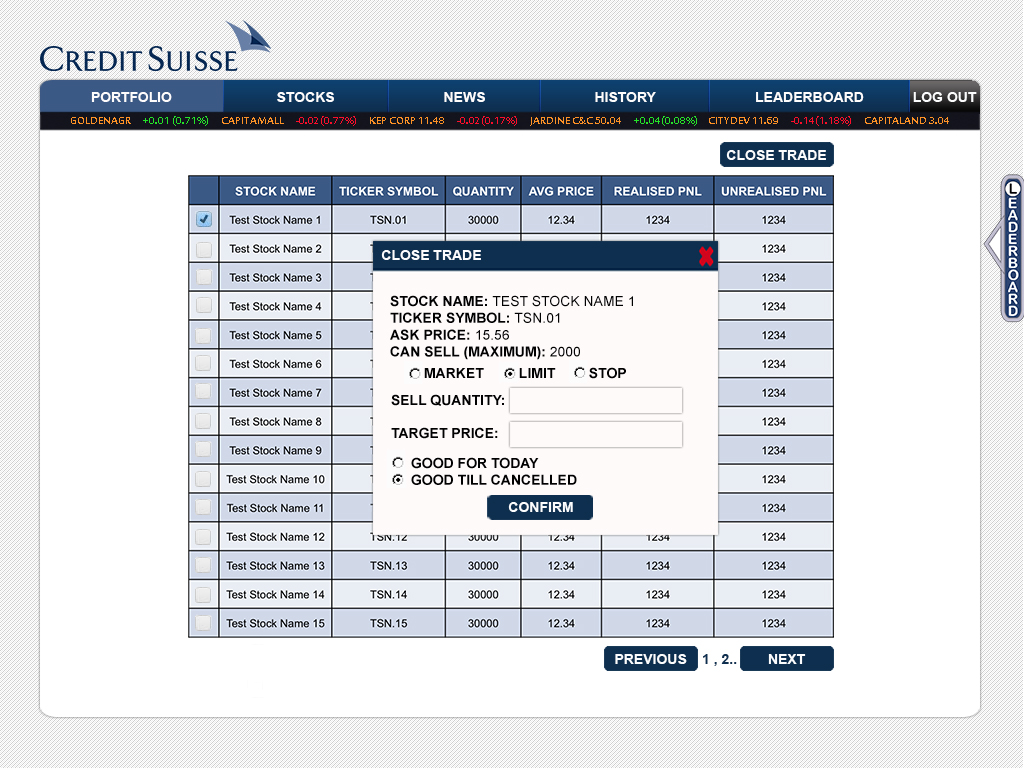 CREDIT SUISSE
PORTFOLIO STOCKS NEWS HISTORY LEADERBOARD LOG OUT
GOLDENAGR +0.01 (0.71%) CAPITAMALL -0.02 (0.77%) KEP CORP 11.48 -0.02 (0.17%) JARDINE C&C 50.04 +0.04 (0.08%) CITYDEV 11.69 -0.14 (1.18%) CAPITALAND 3.04
CLOSE TRADE
LEADERBOARD
STOCK NAME TICKER SYMBOL QUANTITY AVG PRICE REALISED PNL UNREALISED PNL
Test Stock Name 1 TSN.01 30000 12.34 1234 1234
Test Stock Name 2 1234
Test Stock Name 3 1234
Test Stock Name 4 1234
Test Stock Name 5 1234
Test Stock Name 6 1234
Test Stock Name 7 1234
Test Stock Name 8 1234
Test Stock Name 9 1234
Test Stock Name 10 1234
Test Stock Name 11 1234
Test Stock Name 12 TSN.12 30000 12.34 1234 1234
Test Stock Name 13 TSN.13 30000 12.34 1234 1234
Test Stock Name 14 TSN.14 30000 12.34 1234 1234
Test Stock Name 15 TSN.15 30000 12.34 1234 1234
CLOSE TRADE
STOCK NAME: TEST STOCK NAME 1
TICKER SYMBOL: TSN.01
ASK PRICE: 15.56
CAN SELL (MAXIMUM): 2000
MARKET LIMIT STOP
SELL QUANTITY:
TARGET PRICE:
GOOD FOR TODAY
GOOD TILL CANCELLED
CONFIRM
PREVIOUS 1 , 2.. NEXT